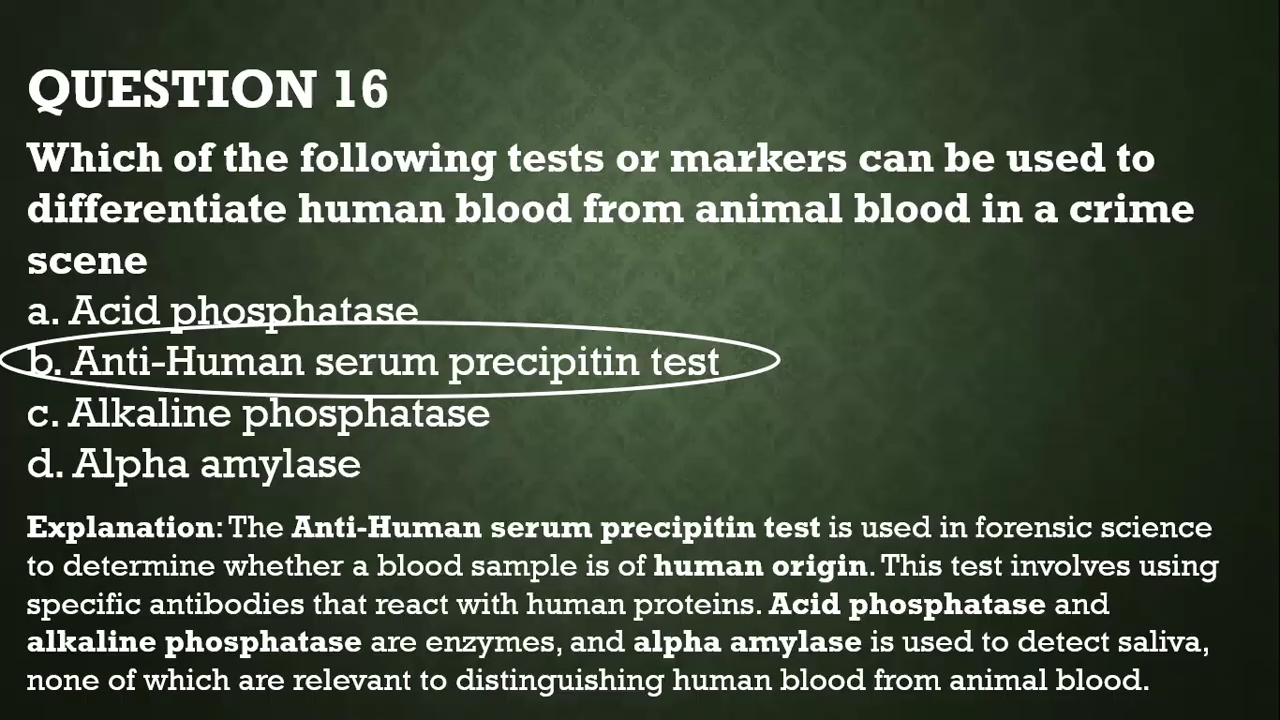 QUESTION 16
Which of the following tests or markers can be used to
differentiate human blood from animal blood in a crime
scene
a. Acid phosphatase
b. Anti-Human serum precipitin test
c. Alkaline phosphatase
d. Alpha amylase
Explanation: The Anti-Human serum precipitin test is used in forensic science
to determine whether a blood sample is of human origin. This test involves using
specific antibodies that react with human proteins. Acid phosphatase and
alkaline phosphatase are enzymes, and alpha amylase is used to detect saliva,
none of which are relevant to distinguishing human blood from animal blood.